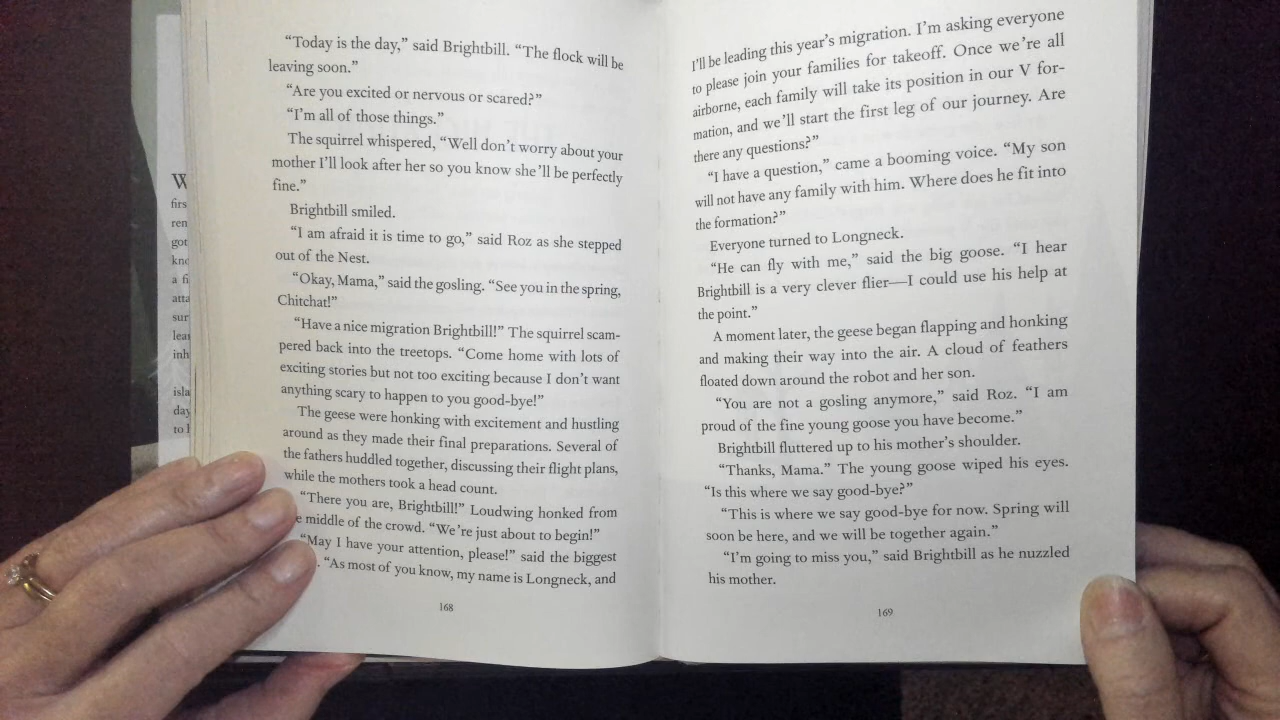 W
firs
ren
got
kno
a fi
atta
sur
lear
inh
isla
day
to l
“Today is the day,” said Brightbill. “The flock will be
leaving soon.”
“Are you excited or nervous or scared?”
“I’m all of those things.”
The squirrel whispered, “Well don’t worry about your
mother I’ll look after her so you know she’ll be perfectly
fine.”
Brightbill smiled.
“I am afraid it is time to go,” said Roz as she stepped
out of the Nest.
“Okay, Mama,” said the gosling. “See you in the spring,
Chitchat!”
“Have a nice migration Brightbill!” The squirrel scam-
pered back into the treetops. “Come home with lots of
exciting stories but not too exciting because I don’t want
anything scary to happen to you good-bye!”
The geese were honking with excitement and hustling
around as they made their final preparations. Several of
the fathers huddled together, discussing their flight plans,
while the mothers took a head count.
“There you are, Brightbill!” Loudwing honked from
e middle of the crowd. “We’re just about to begin!”
“May I have your attention, please!” said the biggest
. “As most of you know, my name is Longneck, and
168
I’ll be leading this year’s migration. I’m asking everyone
to please join your families for takeoff. Once we’re all
airborne, each family will take its position in our V for-
mation, and we’ll start the first leg of our journey. Are
there any questions?”
“I have a question,” came a booming voice. “My son
will not have any family with him. Where does he fit into
the formation?”
Everyone turned to Longneck.
“He can fly with me,” said the big goose. “I hear
Brightbill is a very clever flier—I could use his help at
the point.”
A moment later, the geese began flapping and honking
and making their way into the air. A cloud of feathers
floated down around the robot and her son.
“You are not a gosling anymore,” said Roz. “I am
proud of the fine young goose you have become.”
Brightbill fluttered up to his mother’s shoulder.
“Thanks, Mama.” The young goose wiped his eyes.
“Is this where we say good-bye?”
“This is where we say good-bye for now. Spring will
soon be here, and we will be together again.”
“I’m going to miss you,” said Brightbill as he nuzzled
his mother.
169